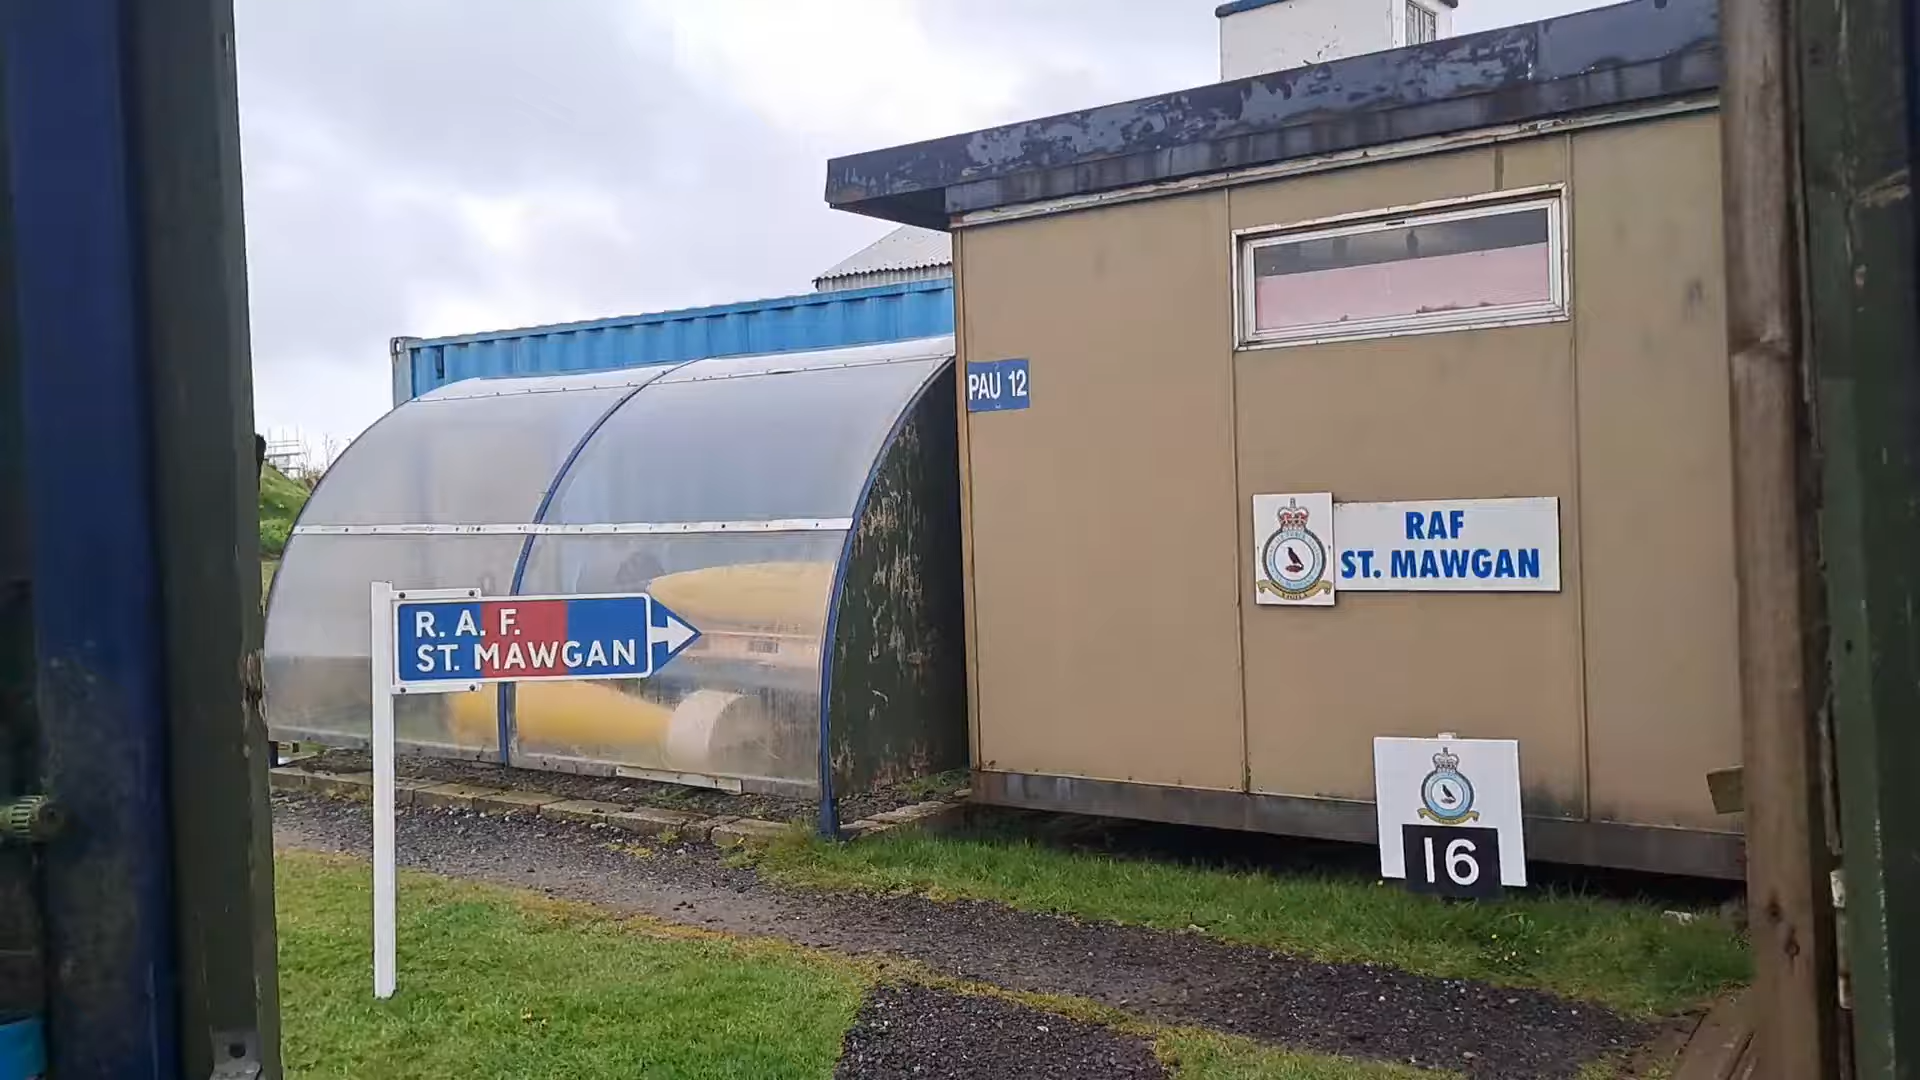 PAU 12
RAF
ST. MAWGAN
R. A. F.
ST. MAWGAN
16